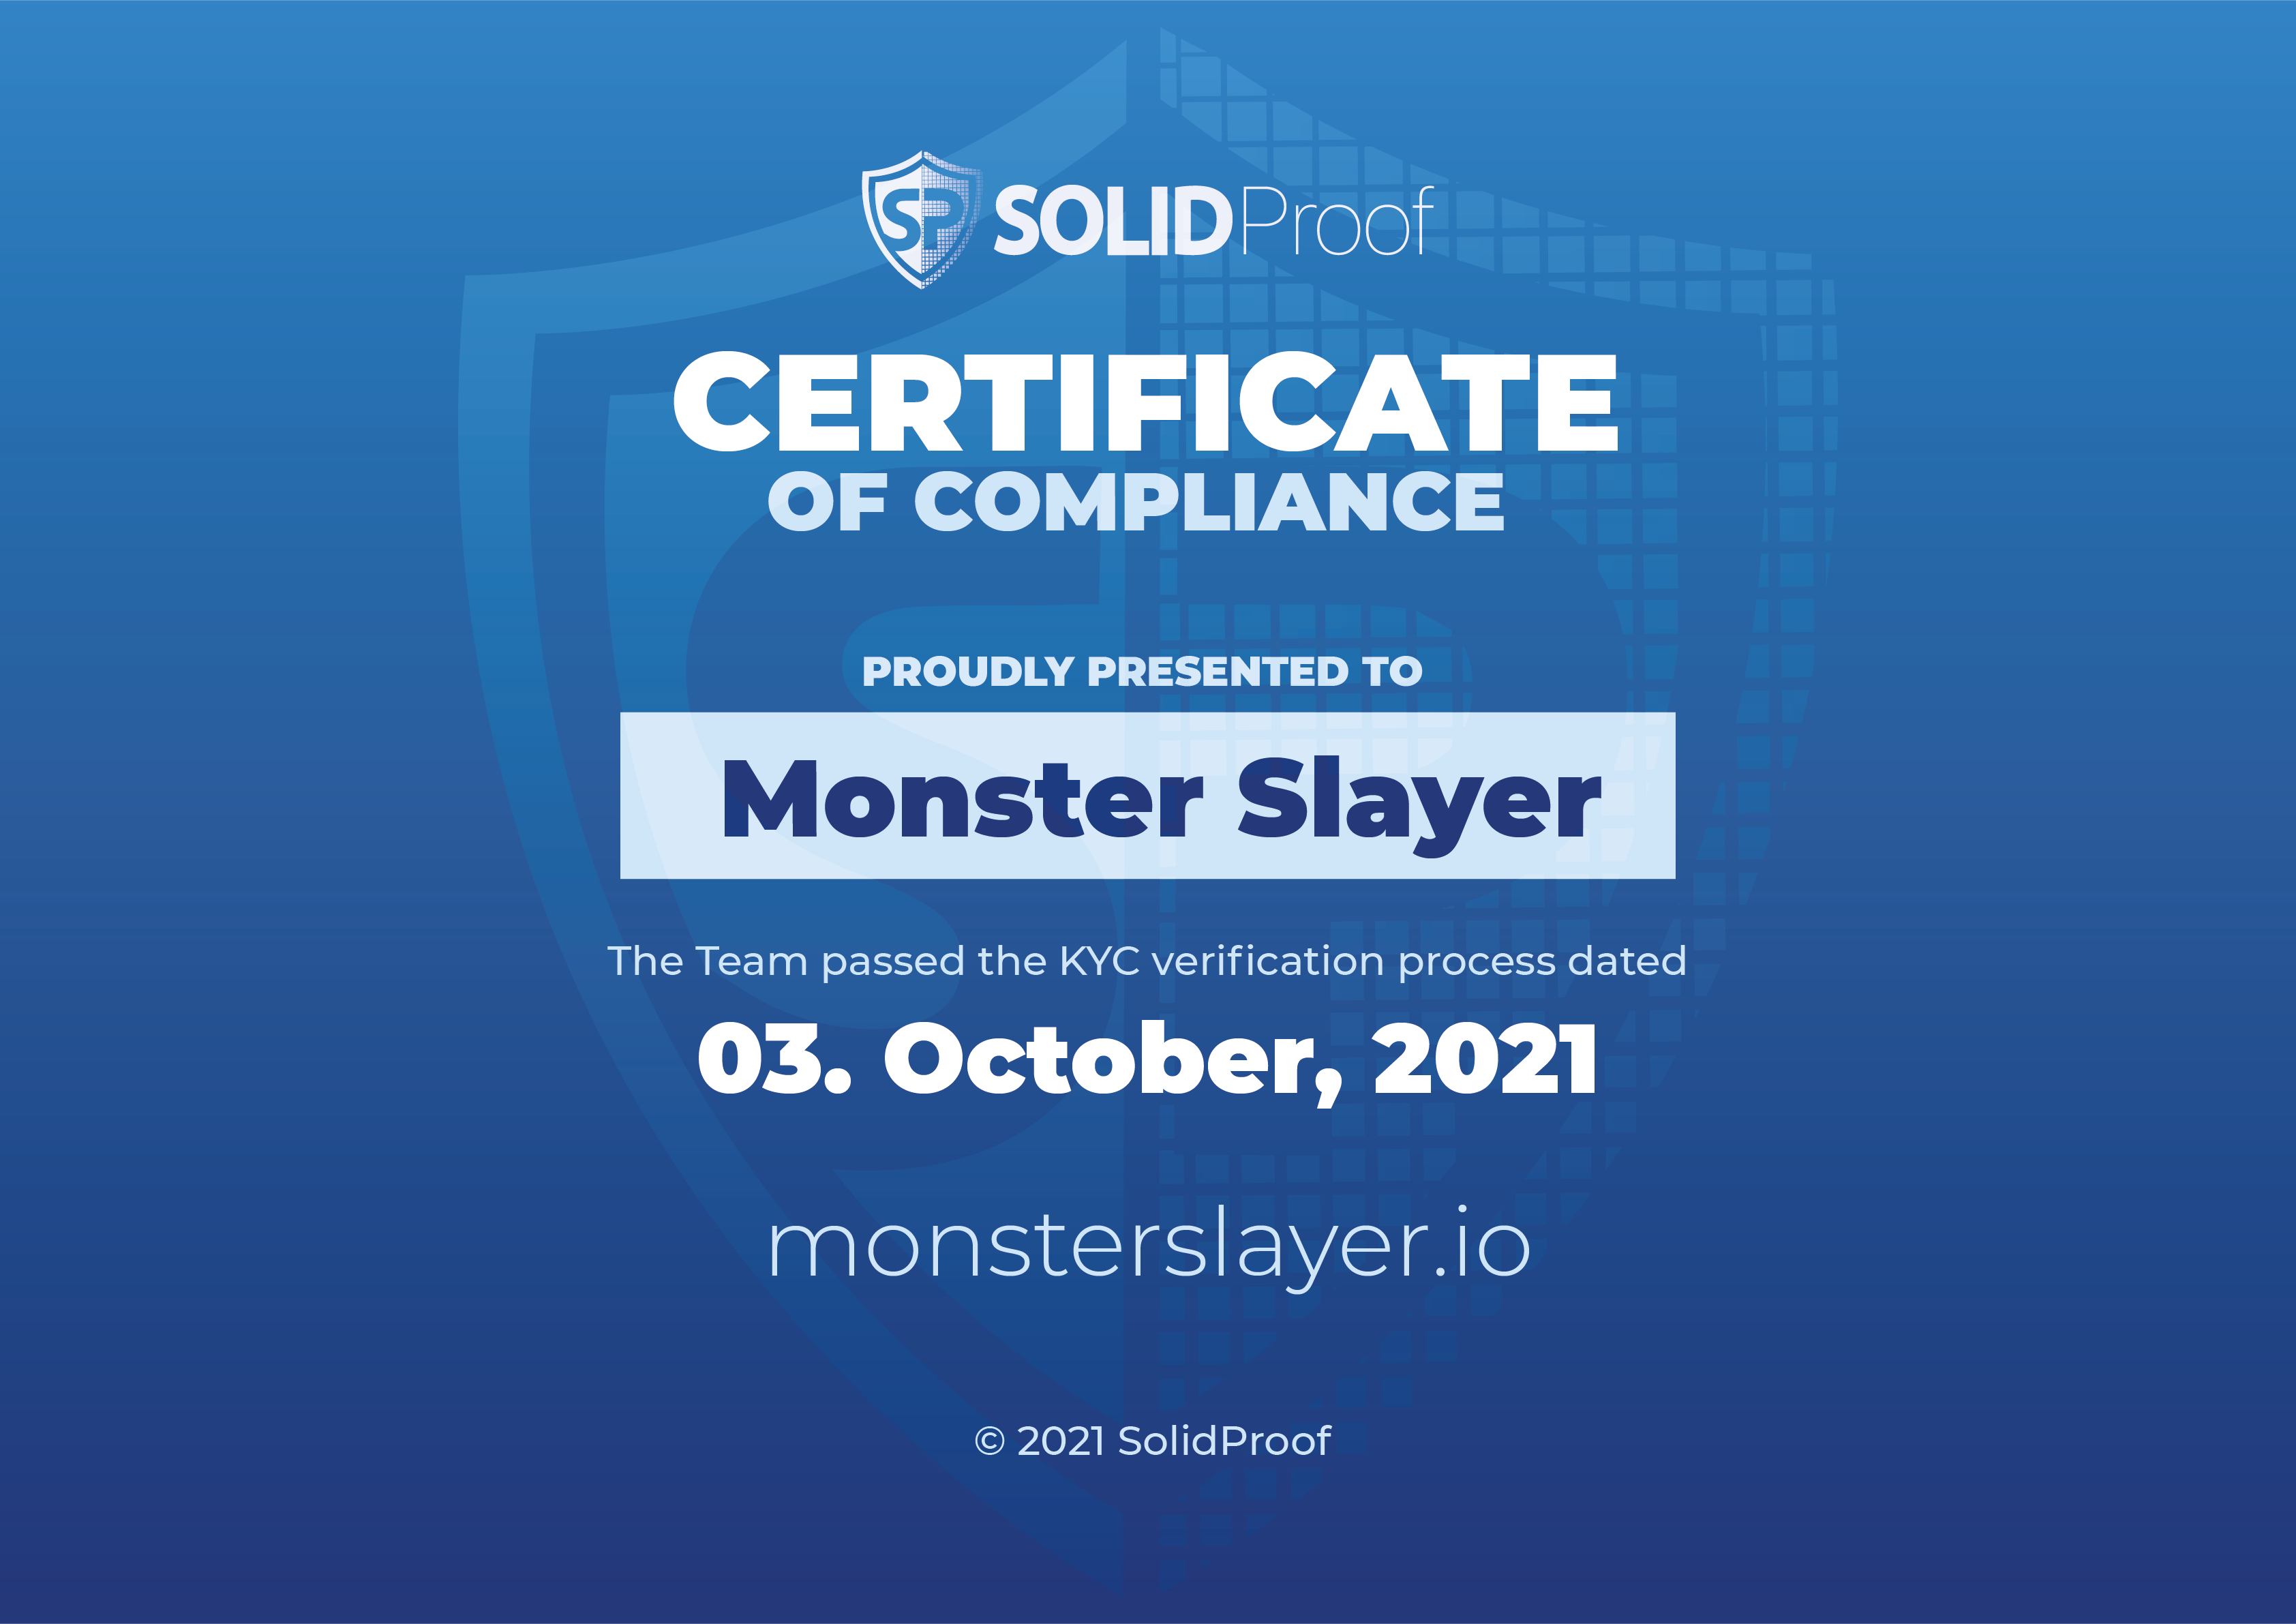 SP SOLIDProof
CERTIFICATE
OF COMPLIANCE
PROUDLY PRESENTED TO
Monster Slayer
The Team passed the KYC verification process dated
03. October, 2021
monsterslayer.io
© 2021 SolidProof